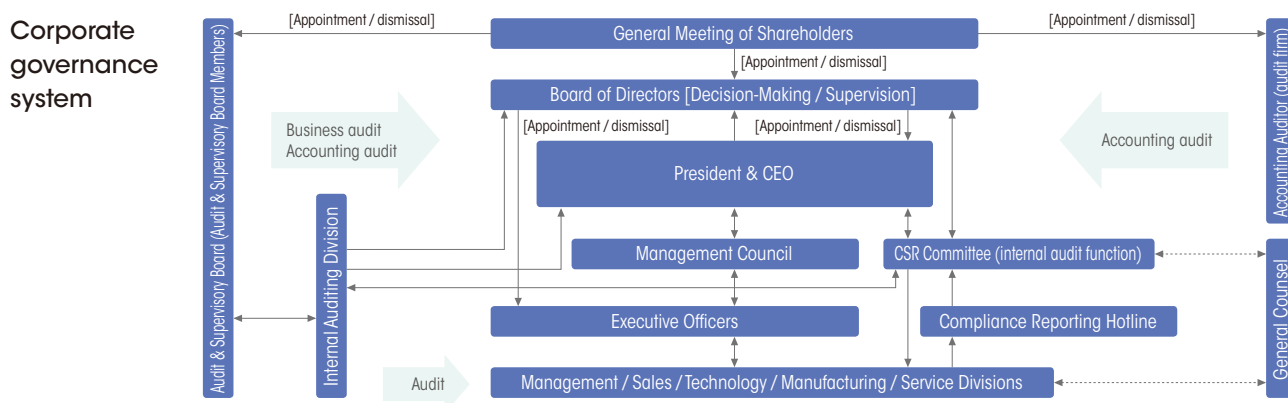 Corporate
governance
system
[Appointment / dismissal]
General Meeting of Shareholders
[Appointment / dismissal]
[Appointment / dismissal]
Board of Directors [Decision-Making / Supervision]
[Appointment / dismissal]
[Appointment / dismissal]
Business audit
Accounting audit
Accounting audit
President & CEO
Audit & Supervisory Board (Audit & Supervisory Board Members)
Internal Auditing Division
Accounting Auditor (audit firm)
Management Council
CSR Committee (internal audit function)
Executive Officers
Compliance Reporting Hotline
General Counsel
Audit
Management / Sales / Technology / Manufacturing / Service Divisions